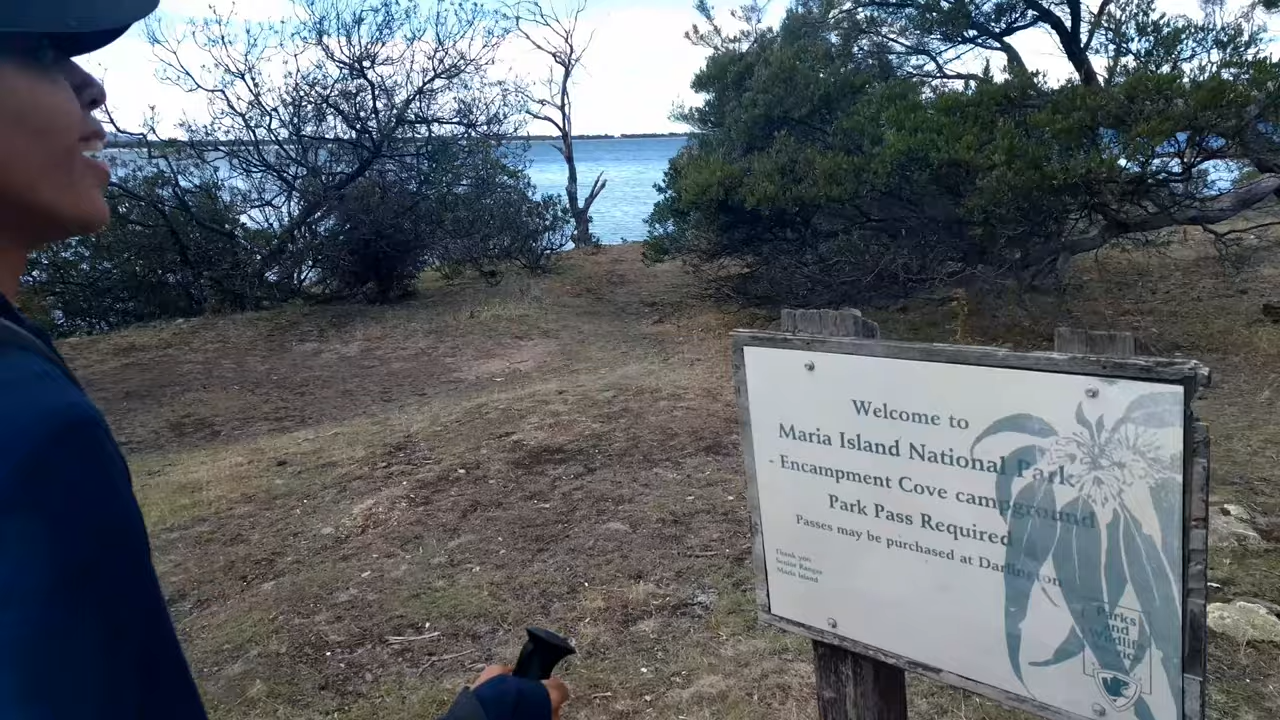 Welcome to
Maria Island National Park
- Encampment Cove campground
Park Pass Required
Passes may be purchased at Darlington
Thank you
Senior Ranger
Maria Island
Parks
and
Wildlife